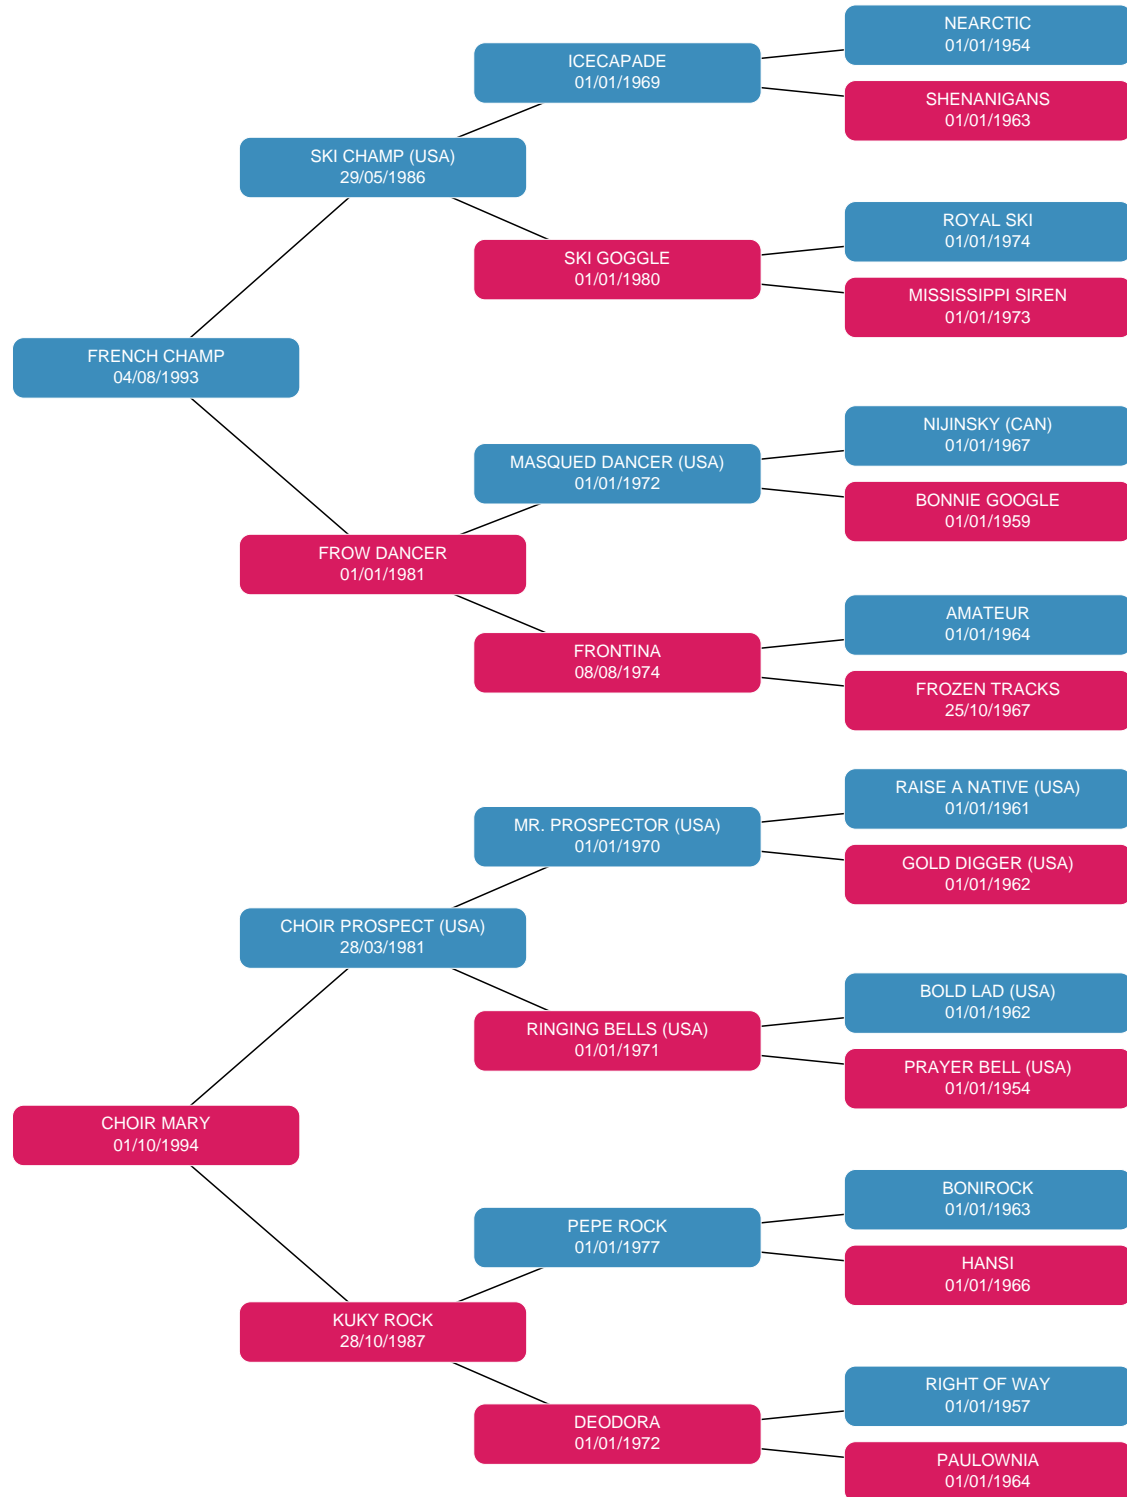 NEARCTIC
01/01/1954
ICECAPADE
01/01/1969
SHENANIGANS
01/01/1963
SKI CHAMP (USA)
29/05/1986
ROYAL SKI
01/01/1974
SKI GOGGLE
01/01/1980
MISSISSIPPI SIREN
01/01/1973
FRENCH CHAMP
04/08/1993
NIJINSKY (CAN)
01/01/1967
MASQUED DANCER (USA)
01/01/1972
BONNIE GOOGLE
01/01/1959
FROW DANCER
01/01/1981
AMATEUR
01/01/1964
FRONTINA
08/08/1974
FROZEN TRACKS
25/10/1967
RAISE A NATIVE (USA)
01/01/1961
MR. PROSPECTOR (USA)
01/01/1970
GOLD DIGGER (USA)
01/01/1962
CHOIR PROSPECT (USA)
28/03/1981
BOLD LAD (USA)
01/01/1962
RINGING BELLS (USA)
01/01/1971
PRAYER BELL (USA)
01/01/1954
CHOIR MARY
01/10/1994
BONIROCK
01/01/1963
PEPE ROCK
01/01/1977
HANSI
01/01/1966
KUKY ROCK
28/10/1987
RIGHT OF WAY
01/01/1957
DEODORA
01/01/1972
PAULOWNIA
01/01/1964